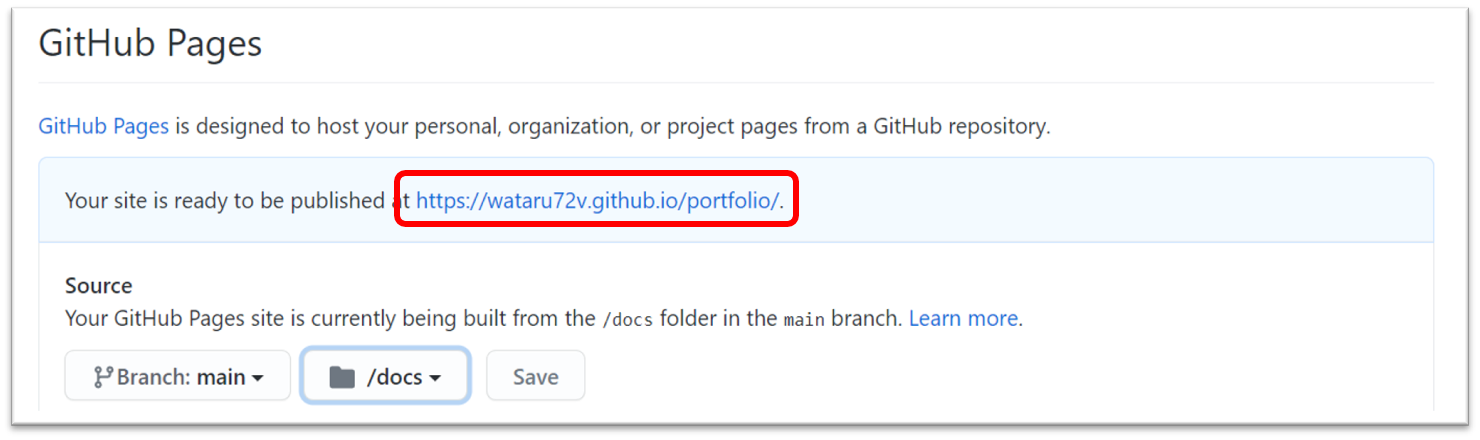 GitHub Pages
GitHub Pages is designed to host your personal, organization, or project pages from a GitHub repository.
Your site is ready to be published at https://wataru72v.github.io/portfolio/.
Source
Your GitHub Pages site is currently being built from the /docs folder in the main branch. Learn more.
Branch: main /docs Save